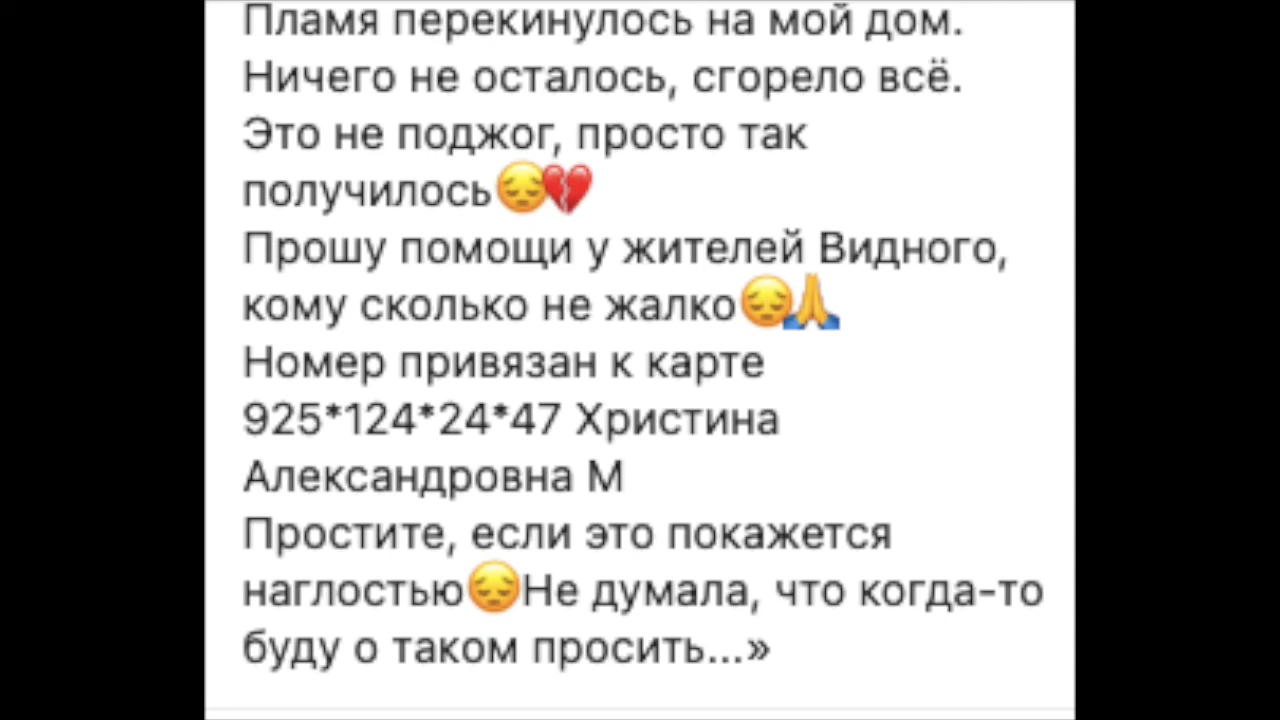 Пламя перекинулось на мой дом.
Ничего не осталось, сгорело всё.
Это не поджог, просто так
получилось😔💔
Прошу помощи у жителей Видного,
кому сколько не жалко😔🙏
Номер привязан к карте
925*124*24*47 Христина
Александровна М
Простите, если это покажется
наглостью😔Не думала, что когда-то
буду о таком просить...»